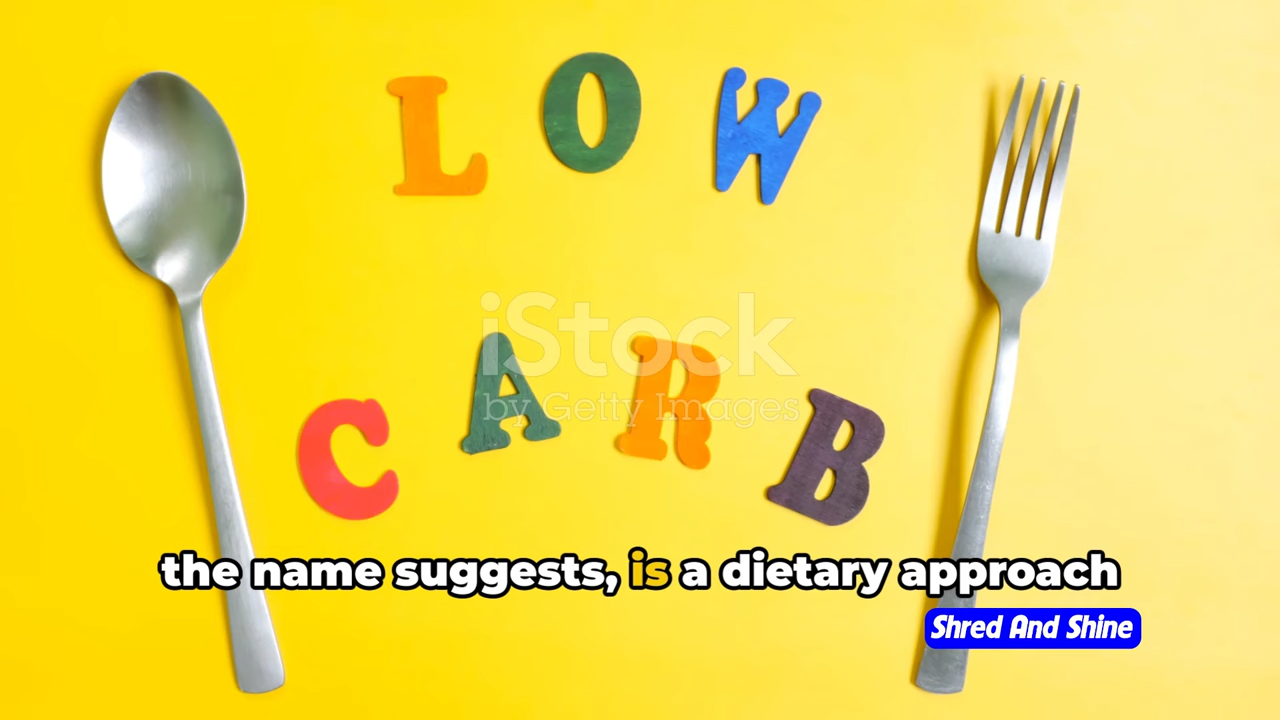 LOW
iStock
by Getty Images
CARB
the name suggests, is a dietary approach
Shred And Shine